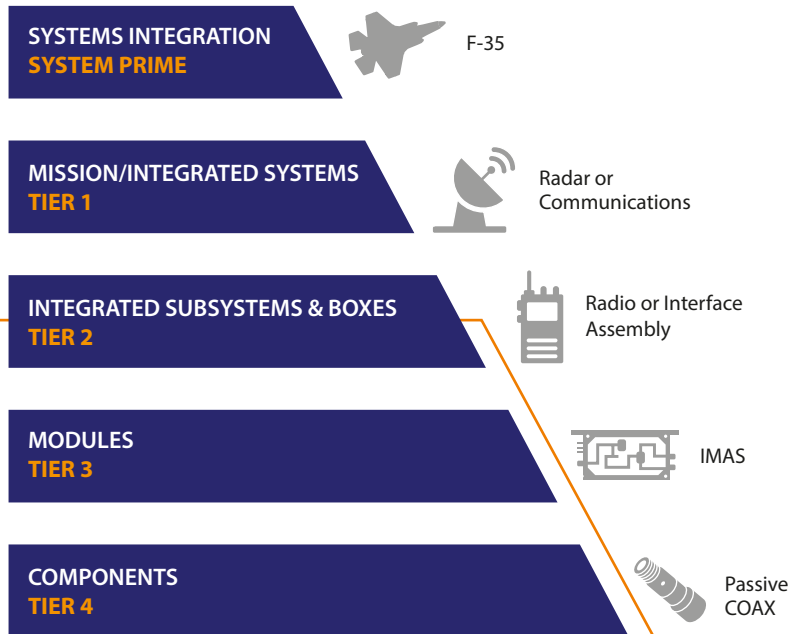 SYSTEMS INTEGRATION
SYSTEM PRIME
F-35
MISSION/INTEGRATED SYSTEMS
TIER 1
Radar or
Communications
INTEGRATED SUBSYSTEMS & BOXES
TIER 2
Radio or Interface
Assembly
MODULES
TIER 3
IMAS
COMPONENTS
TIER 4
Passive
COAX